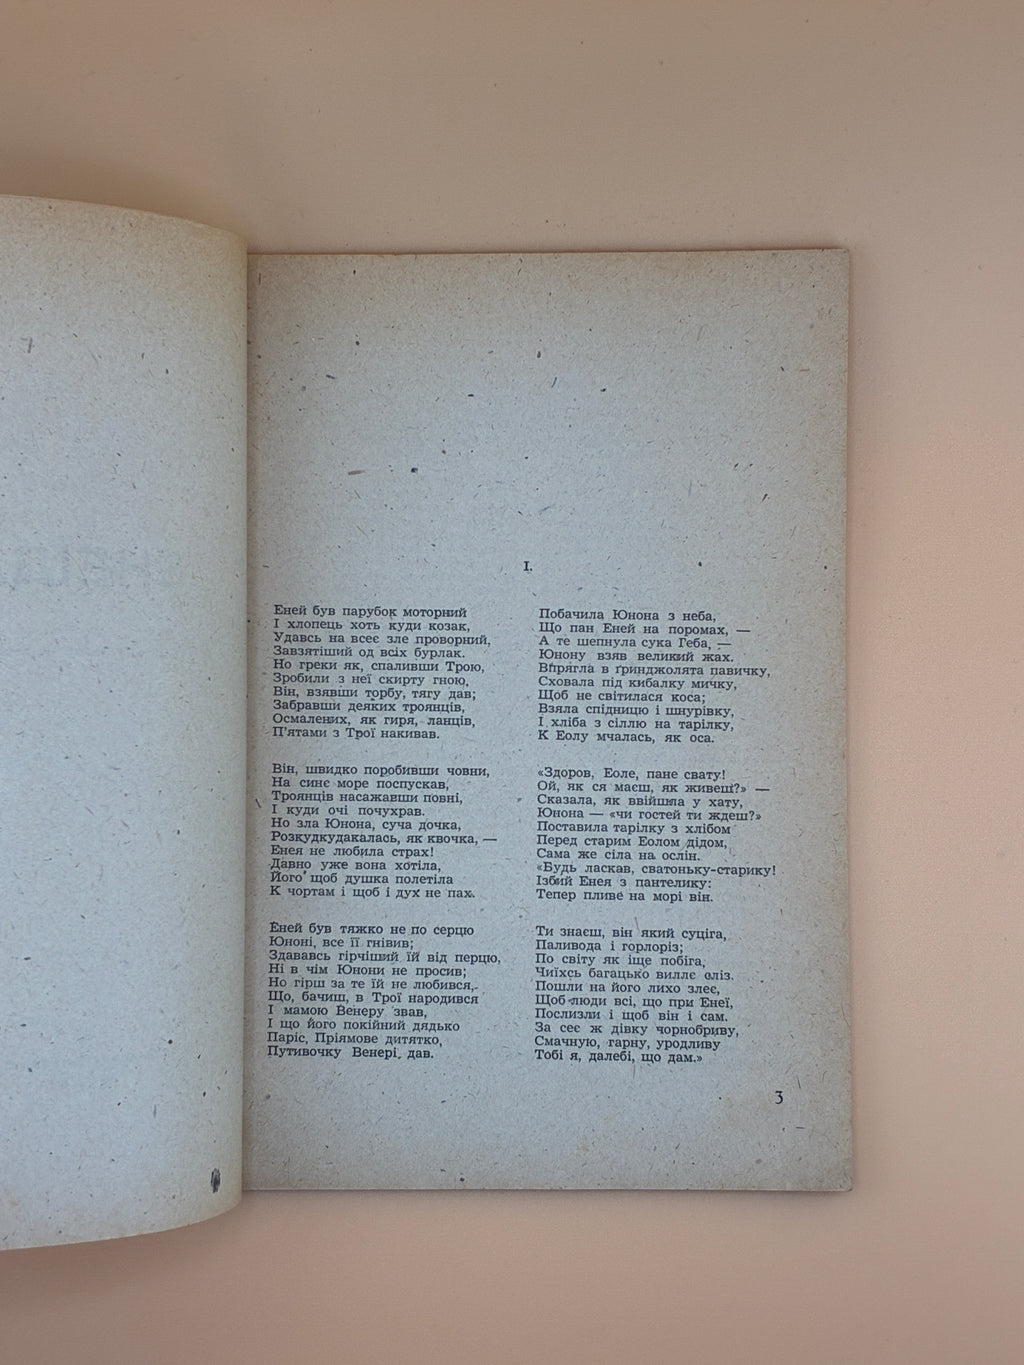 I.
Еней був парубок моторний
І хлопець хоть куди козак,
Удавсь на всеє зле проворний,
Завзятіший од всіх бурлак.
Но греки як, спаливши Трою,
Зробили з неї скирту гною,
Він, взявши торбу, тягу дав;
Забравши деяких троянців,
Осмалених, як гиря, ланців,
П'ятами з Трої накивав.
Він, швидко поробивши човни,
На синє море поспускав,
Троянців насажавши повні,
І куди очі почухрав.
Но зла Юнона, суча дочка,
Розкудкудакалась, як квочка, —
Енея не любила страх!
Давно уже вона хотіла,
Його щоб душка полетіла
К чортам і щоб і дух не пах.
Еней був тяжко не по серцю
Юноні, все її гнівив;
Здававсь гірчіший їй від перцю,
Ні в чім Юнони не просив;
Но гірш за те їй не любився,
Що, бачиш, в Трої народився
І мамою Венеру звав,
І що його покійний дядько
Паріс, Пріямове дитятко,
Путивочку Венері дав.
Побачила Юнона з неба,
Що пан Еней на поромах, —
А те шепнула сука Геба, —
Юнону взяв великий жах.
Впрягла в ґринджолята павичку,
Сховала під кибалку мичку,
Щоб не світилася коса;
Взяла спідницю і шнурівку,
І хліба з сіллю на тарілку,
К Еолу мчалась, як оса.
«Здоров, Еоле, пане свату!
Ой, як ся маєш, як живеш?» —
Сказала, як ввійшла у хату,
Юнона — «чи гостей ти ждеш?»
Поставила тарілку з хлібом
Перед старим Еолом дідом,
Сама же сіла на ослін.
«Будь ласкав, сватоньку-старику!
Ізбий Енея з пантелику:
Тепер пливе на морі він.
Ти знаєш, він який суціга,
Паливода і горлоріз;
По світу як іще побіга,
Чиїхсь багацько виллє сліз.
Пошли на його лихо злеє,
Щоб люди всі, що при Енеї,
Послизли і щоб він і сам.
За сеє ж дівку чорнобриву,
Смачную, гарну, уродливу
Тобі я, далебі, що дам.»
3